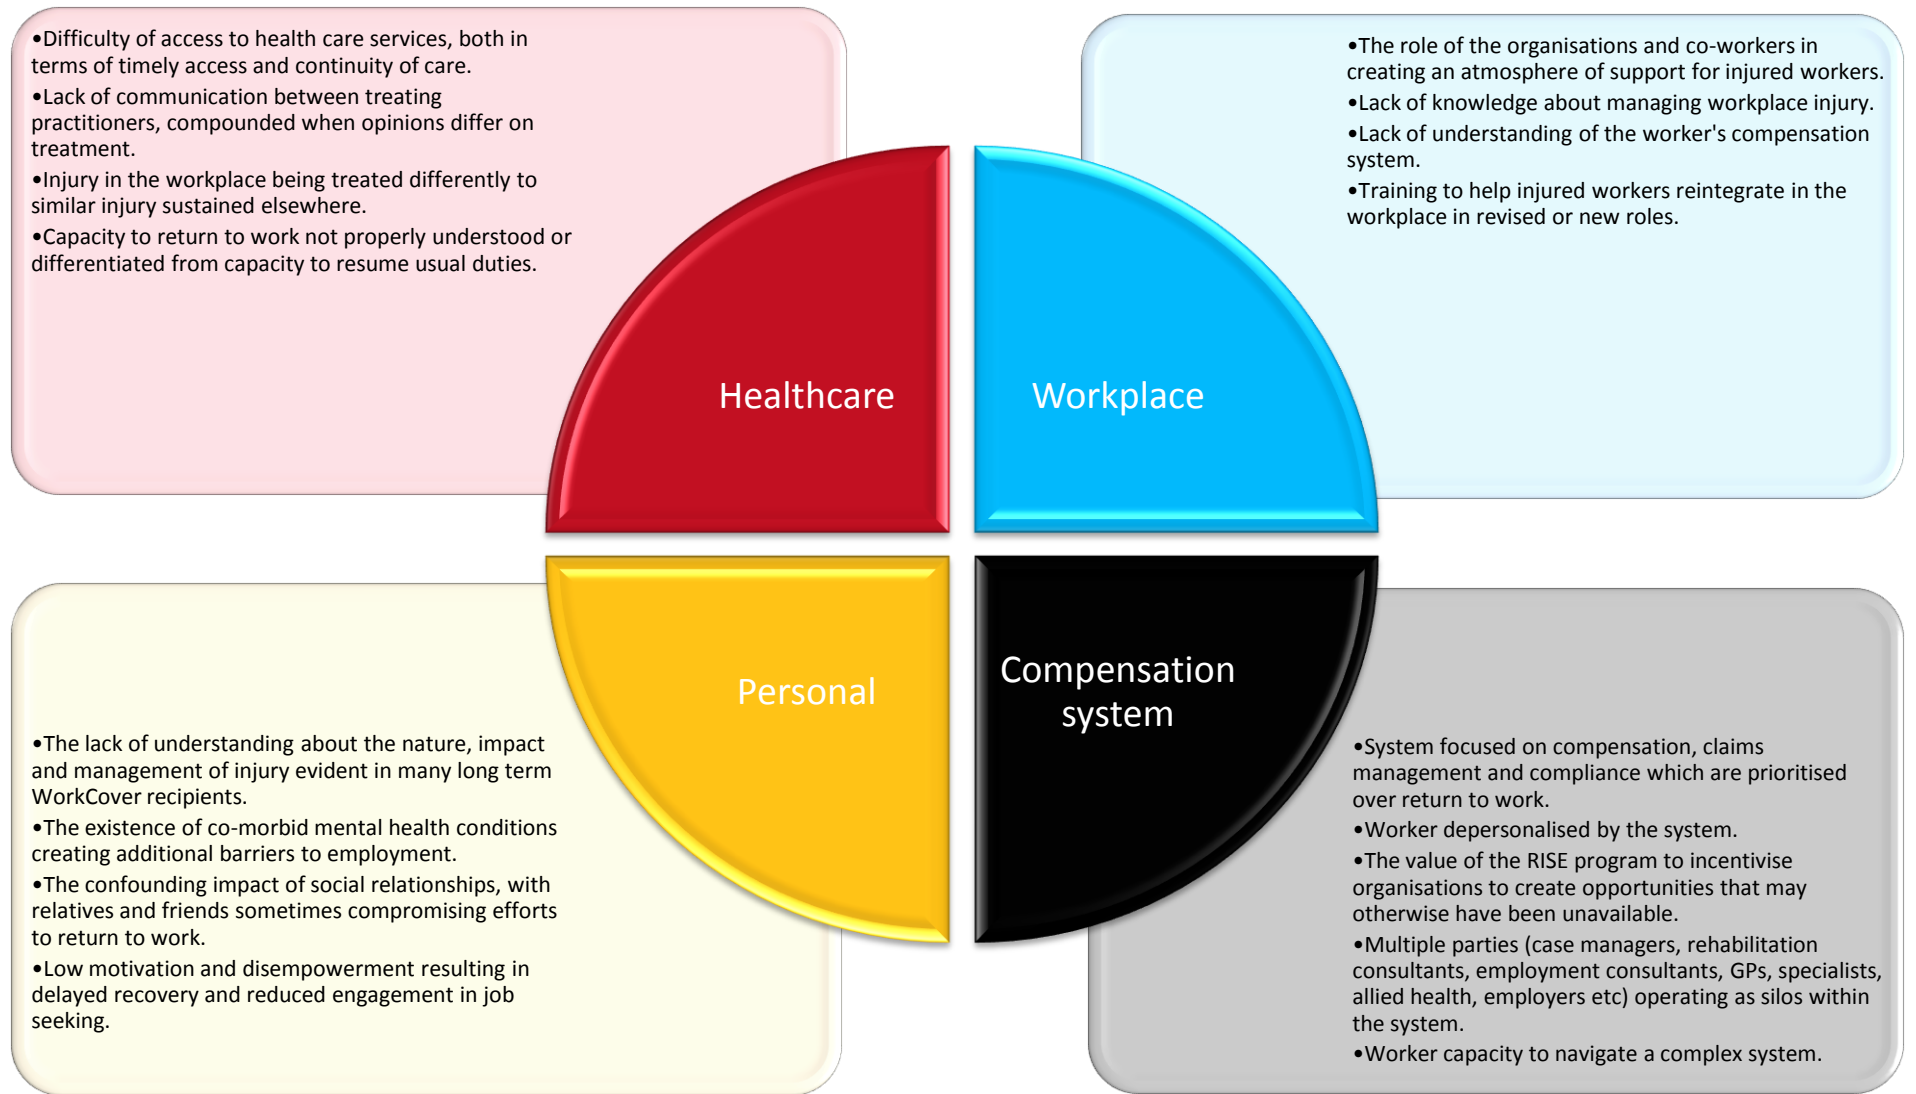 •Difficulty of access to health care services, both in
terms of timely access and continuity of care.
•Lack of communication between treating
practitioners, compounded when opinions differ on
treatment.
•Injury in the workplace being treated differently to
similar injury sustained elsewhere.
•Capacity to return to work not properly understood or
differentiated from capacity to resume usual duties.
•The role of the organisations and co-workers in
creating an atmosphere of support for injured workers.
•Lack of knowledge about managing workplace injury.
•Lack of understanding of the worker's compensation
system.
•Training to help injured workers reintegrate in the
workplace in revised or new roles.
Healthcare
Workplace
Personal
Compensation
system
•The lack of understanding about the nature, impact
and management of injury evident in many long term
WorkCover recipients.
•The existence of co-morbid mental health conditions
creating additional barriers to employment.
•The confounding impact of social relationships, with
relatives and friends sometimes compromising efforts
to return to work.
•Low motivation and disempowerment resulting in
delayed recovery and reduced engagement in job
seeking.
•System focused on compensation, claims
management and compliance which are prioritised
over return to work.
•Worker depersonalised by the system.
•The value of the RISE program to incentivise
organisations to create opportunities that may
otherwise have been unavailable.
•Multiple parties (case managers, rehabilitation
consultants, employment consultants, GPs, specialists,
allied health, employers etc) operating as silos within
the system.
•Worker capacity to navigate a complex system.